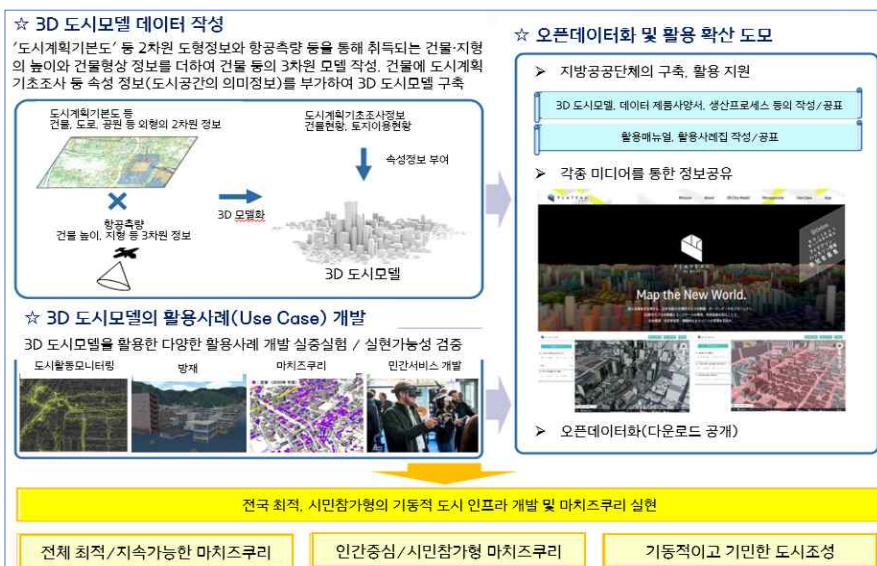 ☆ 3D 도시모델 데이터 작성
'도시계획기본도' 등 2차원 도형정보와 항공측량 등을 통해 취득되는 건물·지형
의 높이와 건물형상 정보를 더하여 건물 등의 3차원 모델 작성. 건물에 도시계획
기초조사 등 속성 정보(도시공간의 의미정보)를 부가하여 3D 도시모델 구축
도시계획기본도 등
건물, 도로, 공원 등 외형의 2차원 정보
항공측량
건물 높이, 지형 등 3차원 정보
3D 모델화
도시계획기초조사정보
건물현황, 토지이용현황
속성정보 부여
3D 도시모델
☆ 3D 도시모델의 활용사례(Use Case) 개발
3D 도시모델을 활용한 다양한 활용사례 개발 실증실험 / 실현가능성 검증
도시활동모니터링
방재
마치즈쿠리
민간서비스 개발
☆ 오픈데이터화 및 활용 확산 도모
➢ 지방공공단체의 구축, 활용 지원
3D 도시모델, 데이터 제품사양서, 생산프로세스 등의 작성/공표
활용매뉴얼, 활용사례집 작성/공표
➢ 각종 미디어를 통한 정보공유
PLATEAU
Map the New World.
➢ 오픈데이터화(다운로드 공개)
전국 최적, 시민참가형의 기동적 도시 인프라 개발 및 마치즈쿠리 실현
전체 최적/지속가능한 마치즈쿠리
인간중심/시민참가형 마치즈쿠리
기동적이고 기민한 도시조성